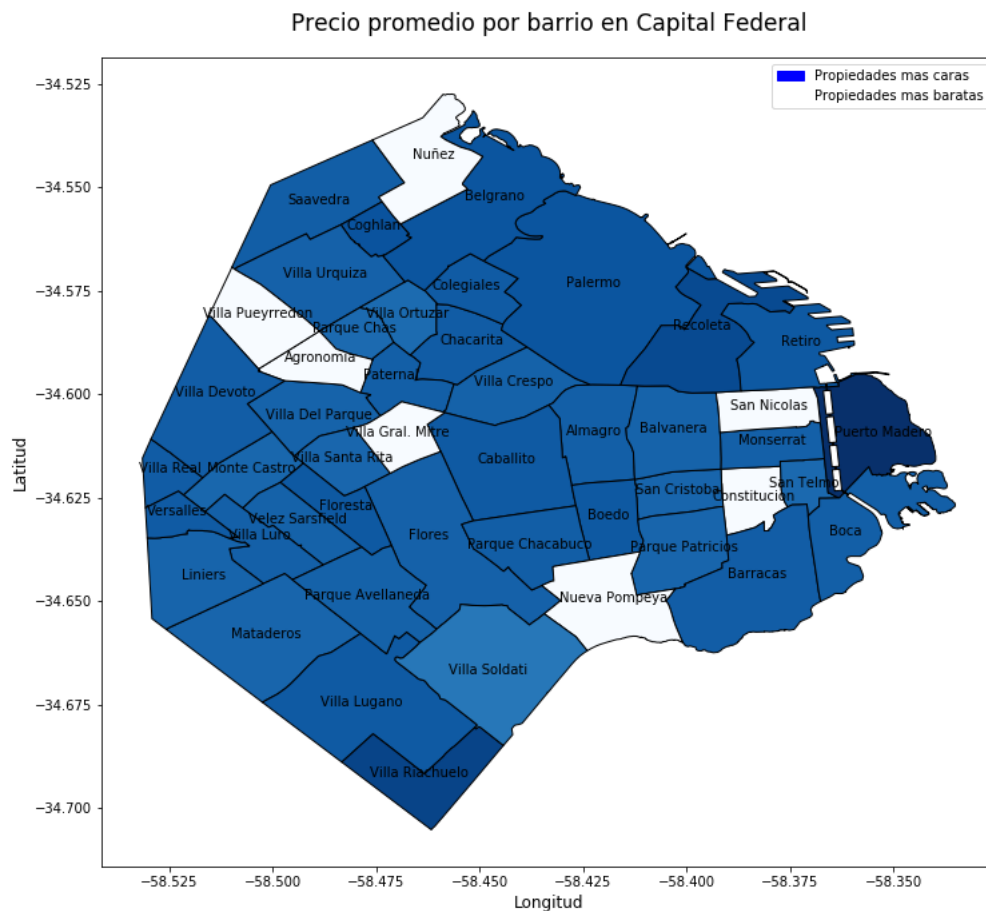 Precio promedio por barrio en Capital Federal
Propiedades mas caras
Propiedades mas baratas
Latitud
−34.525
−34.550
−34.575
−34.600
−34.625
−34.650
−34.675
−34.700
Nuñez
Belgrano
Saavedra
Coghlan
Villa Urquiza
Colegiales
Palermo
Villa Pueyrredon
Villa Ortuzar
Parque Chas
Chacarita
Recoleta
Retiro
Agronomia
Paternal
Villa Crespo
Villa Devoto
San Nicolas
Villa Del Parque
Villa Gral. Mitre
Almagro
Balvanera
Monserrat
Puerto Madero
Villa Santa Rita
Caballito
Villa Real
Monte Castro
San Telmo
San Cristobal
Constitucion
Floresta
Versalles
Velez Sarsfield
Villa Luro
Boedo
Boca
Flores
Parque Chacabuco
Parque Patricios
Liniers
Barracas
Parque Avellaneda
Nueva Pompeya
Mataderos
Villa Soldati
Villa Lugano
Villa Riachuelo
−58.525
−58.500
−58.475
−58.450
−58.425
−58.400
−58.375
−58.350
Longitud